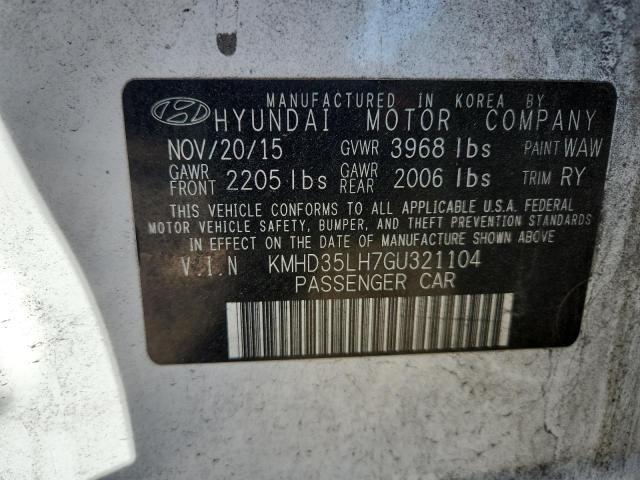 MANUFACTURED IN KOREA BY
HYUNDAI MOTOR COMPANY
NOV/20/15 GVWR 3968 lbs PAINT WAW
GAWR FRONT 2205 lbs GAWR REAR 2006 lbs TRIM RY
THIS VEHICLE CONFORMS TO ALL APPLICABLE U.S.A. FEDERAL
MOTOR VEHICLE SAFETY, BUMPER, AND THEFT PREVENTION STANDARDS
IN EFFECT ON THE DATE OF MANUFACTURE SHOWN ABOVE.
V.I.N KMHD35LH7GU321104
PASSENGER CAR